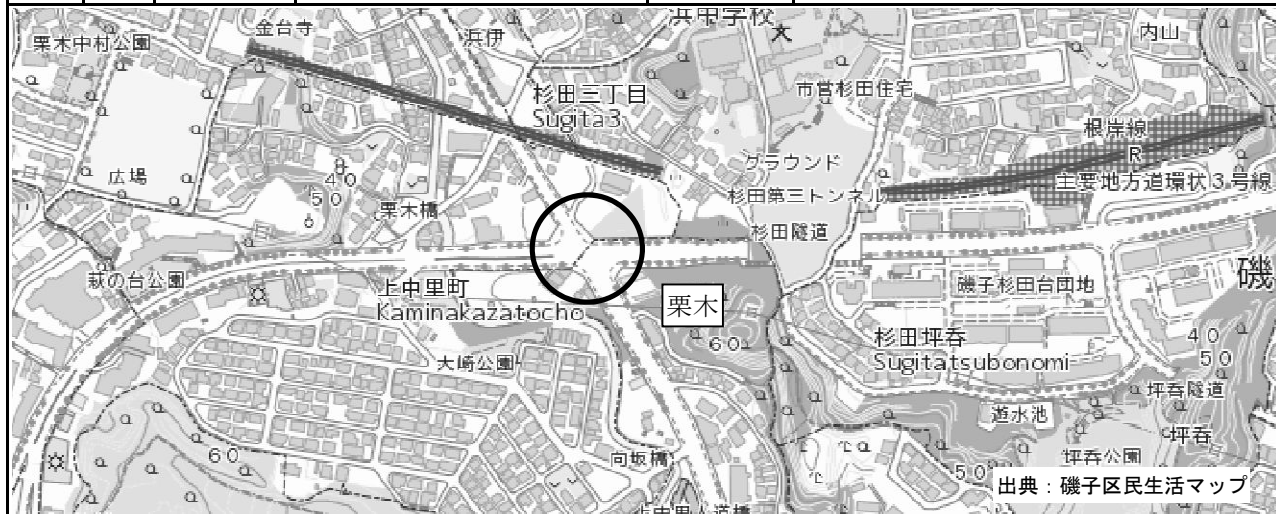 浜中学校
金台寺
内山
栗木中村公園
浜伊
市営杉田住宅
杉田三丁目
Sugita3
根岸線
R
グラウンド
主要地方道環状3号線
広場
40
50
杉田第三トンネル
栗木橋
杉田隧道
萩の台公園
上中里町
Kaminakazatocho
栗木
磯子杉田台団地
磯
60
杉田坪呑
Sugitatsubonomi
40
50
大崎公園
坪呑隧道
遊水池
坪呑
60
向坂橋
坪呑公園
50
出典：磯子区民生活マップ
上中里人道橋